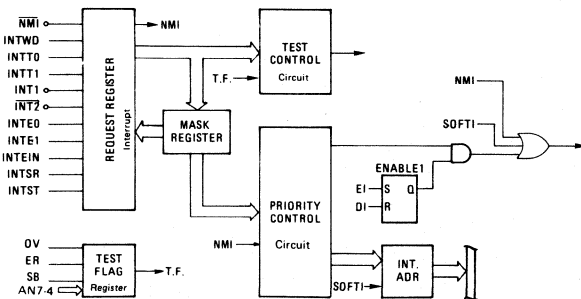 NMI
INTWD
INTT0
INTT1
INT1
INT2
INTE0
INTE1
INTEIN
INTSR
INTST
REQUEST REGISTER
Interrupt
NMI
TEST
CONTROL
Circuit
T.F.
MASK
REGISTER
PRIORITY
CONTROL
Circuit
NMI
NMI
SOFTI
ENABLE1
EI
S
Q
DI
R
INT.
ADR
SOFTI
OV
ER
SB
AN7-4
TEST
FLAG
Register
T.F.